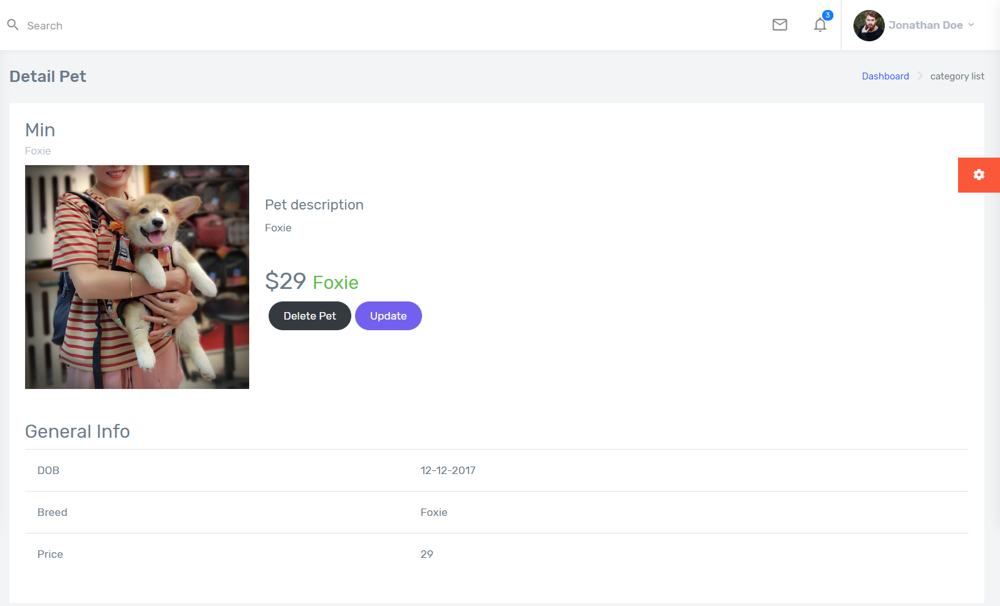 Search
3
Jonathan Doe
Detail Pet
Dashboard
category list
Min
Foxie
Pet description
Foxie
$29 Foxie
Delete Pet
Update
General Info
DOB 12-12-2017
Breed Foxie
Price 29